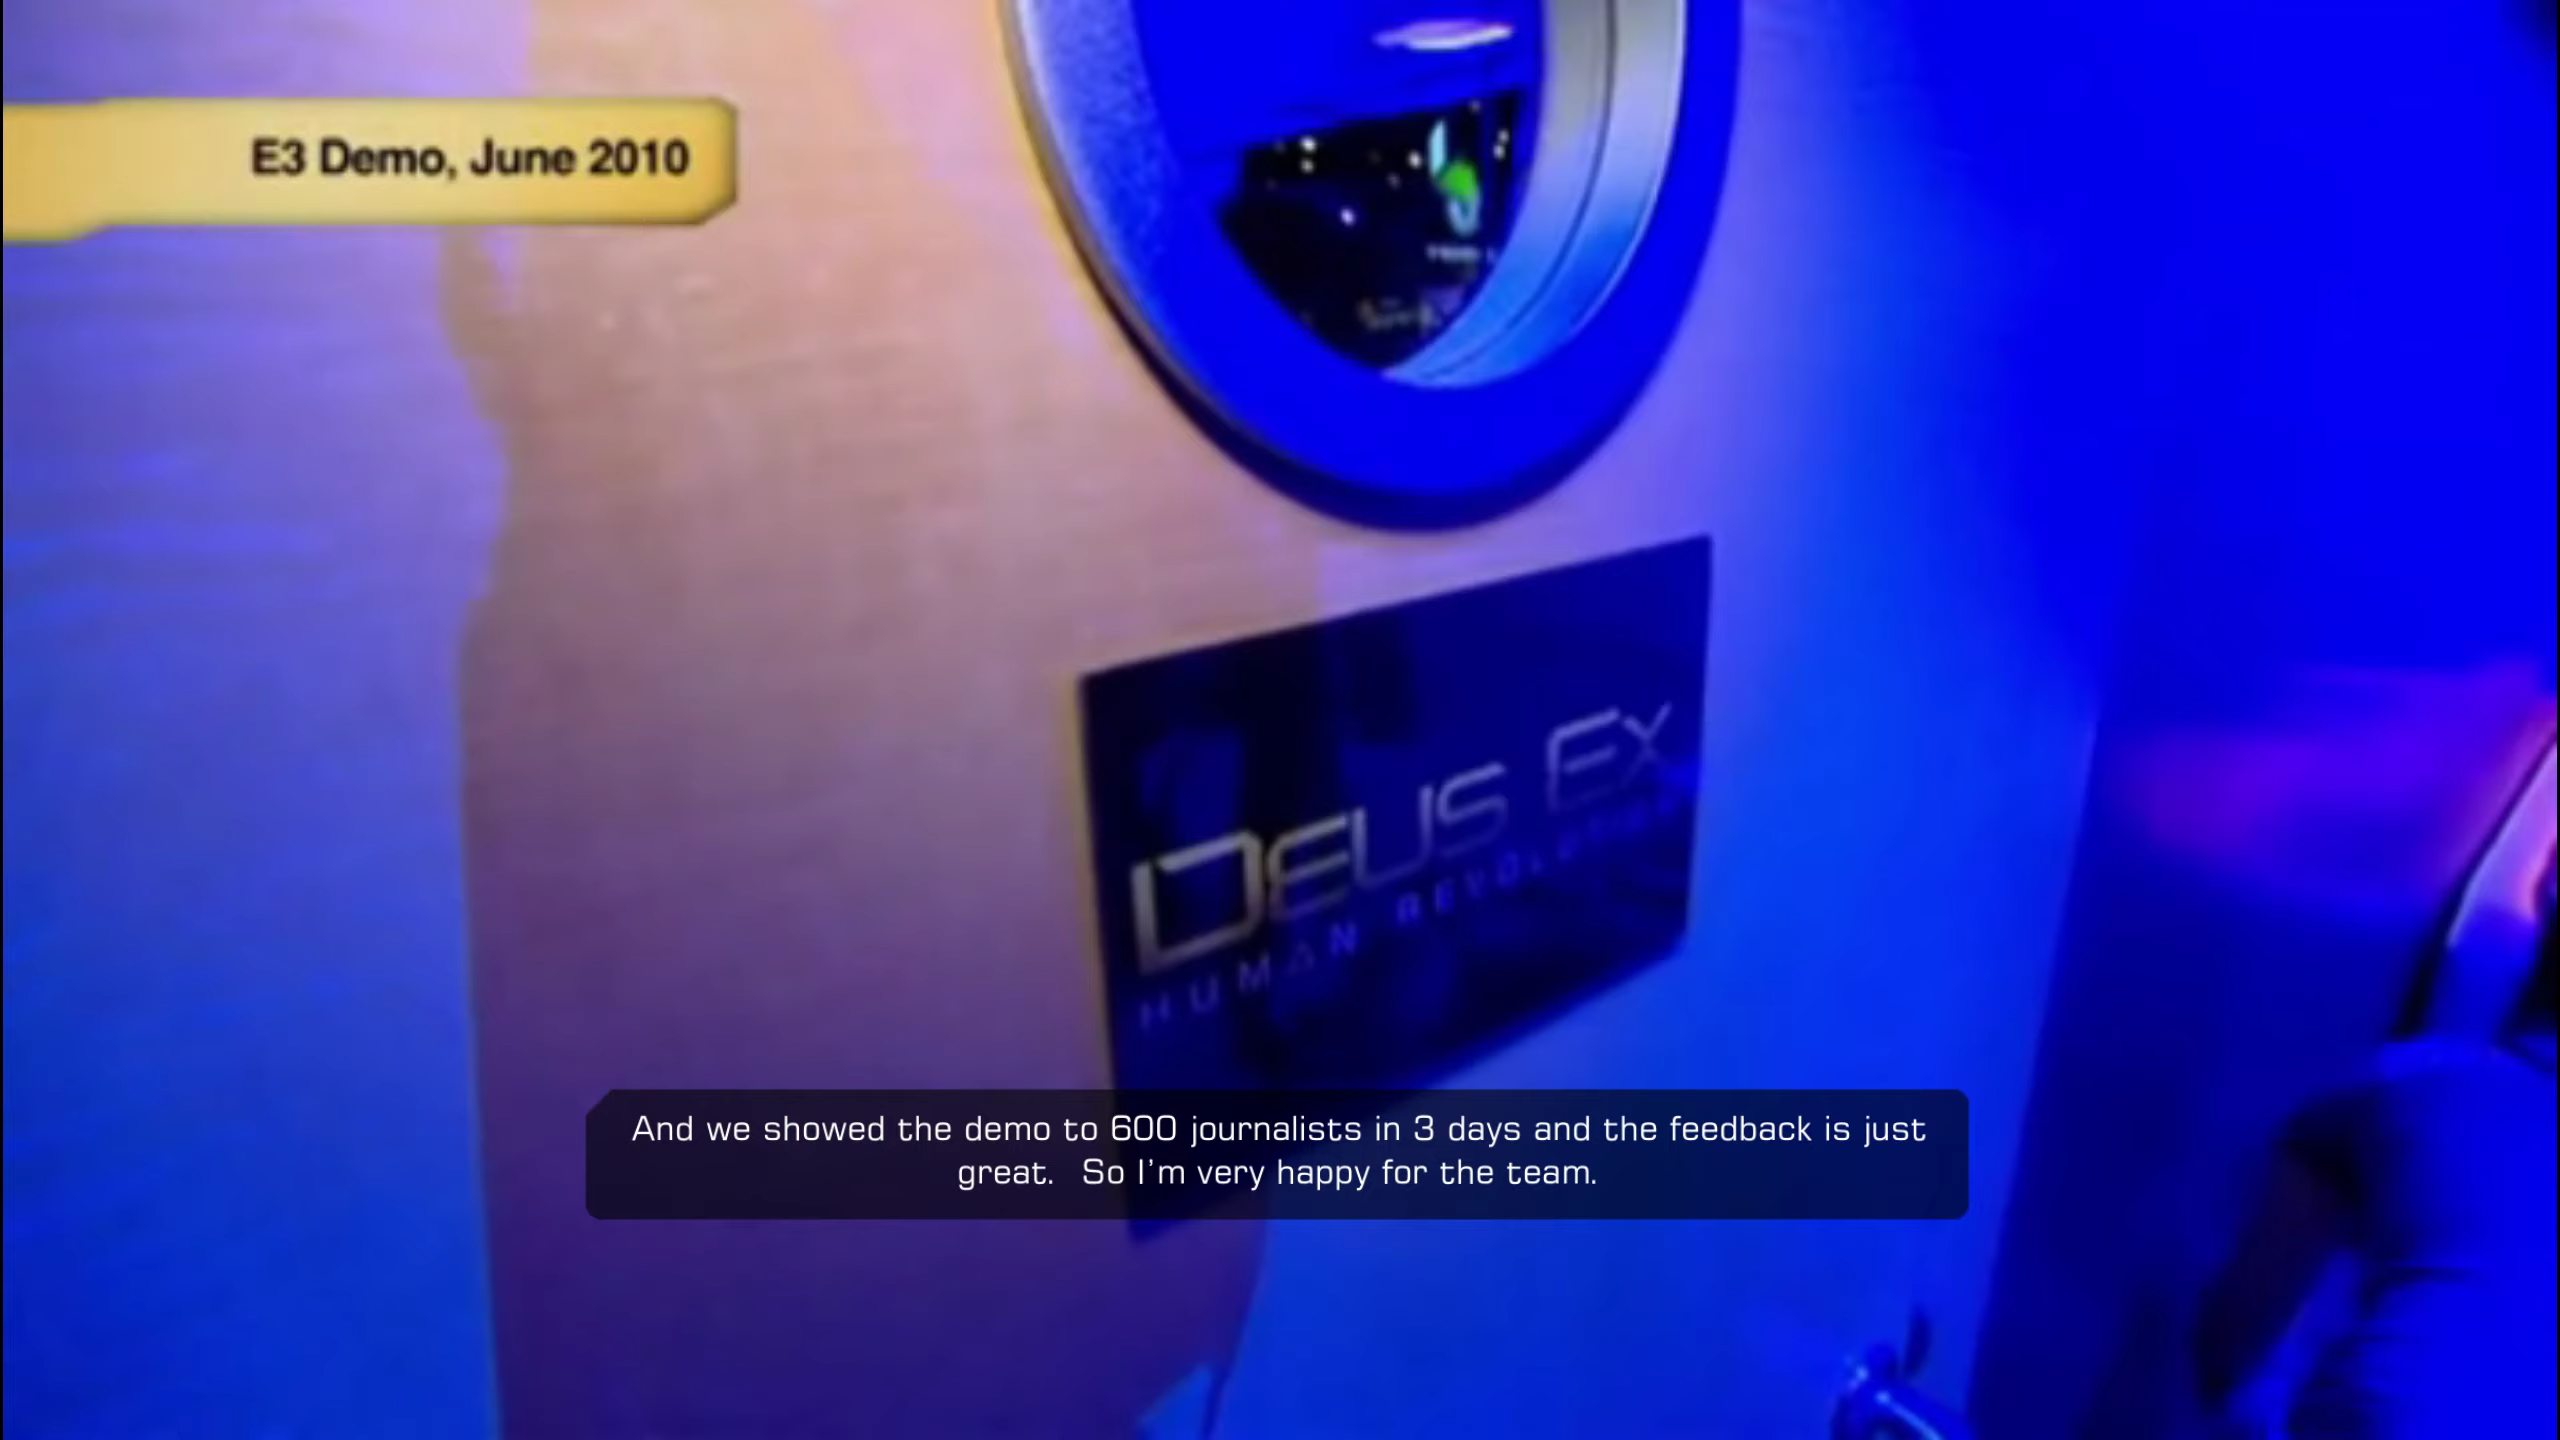 E3 Demo, June 2010
DEUS EX
HUMAN REVOLUTION
And we showed the demo to 600 journalists in 3 days and the feedback is just
great.  So I'm very happy for the team.